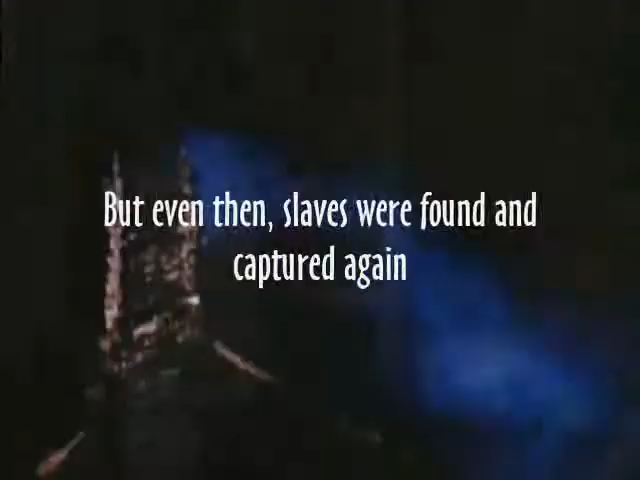 But even then, slaves were found and
captured again